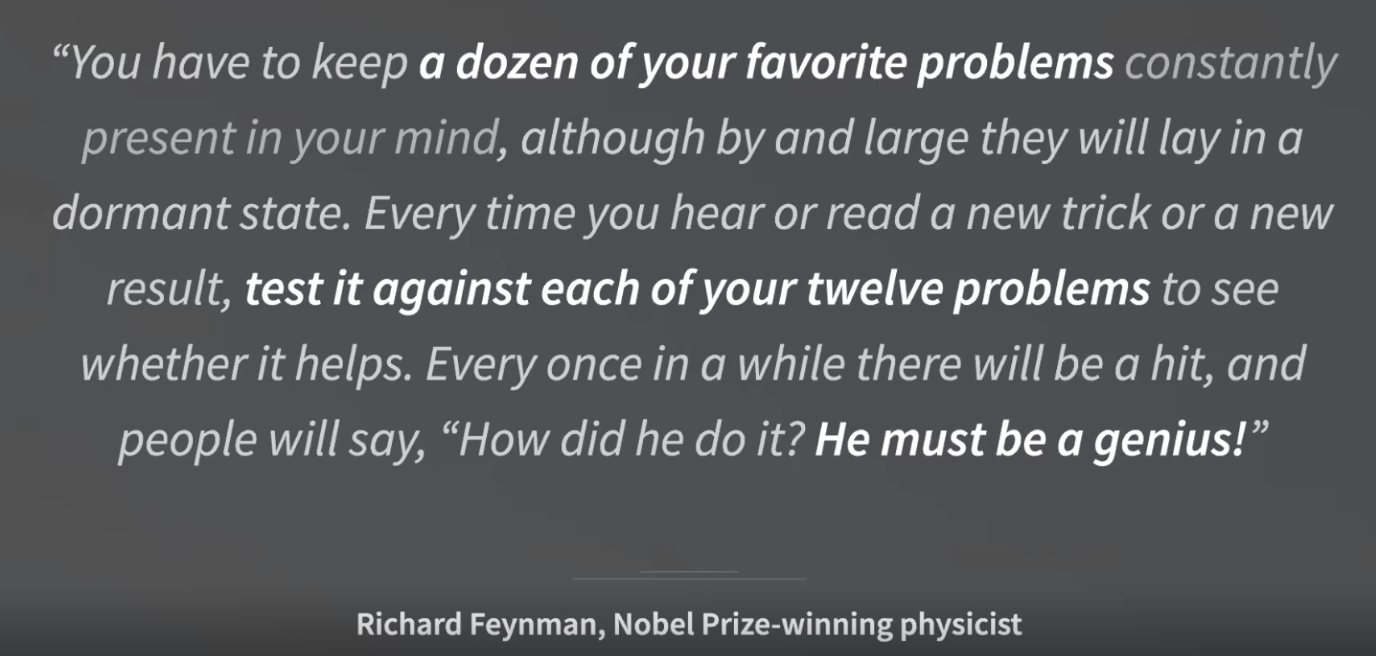 “You have to keep a dozen of your favorite problems constantly
present in your mind, although by and large they will lay in a
dormant state. Every time you hear or read a new trick or a new
result, test it against each of your twelve problems to see
whether it helps. Every once in a while there will be a hit, and
people will say, “How did he do it? He must be a genius!”
Richard Feynman, Nobel Prize-winning physicist